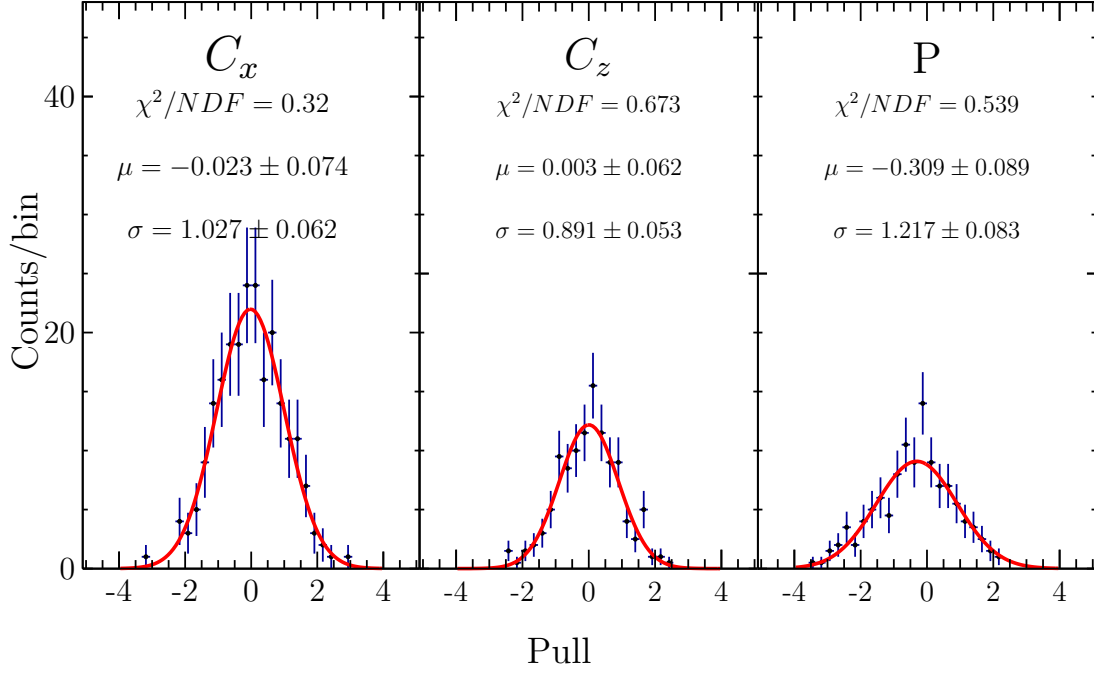 Counts/bin
40
20
0
C_x
χ²/NDF = 0.32
μ = −0.023 ± 0.074
σ = 1.027 ± 0.062
-4 -2 0 2 4
C_z
χ²/NDF = 0.673
μ = 0.003 ± 0.062
σ = 0.891 ± 0.053
-4 -2 0 2 4
P
χ²/NDF = 0.539
μ = −0.309 ± 0.089
σ = 1.217 ± 0.083
-4 -2 0 2 4
Pull